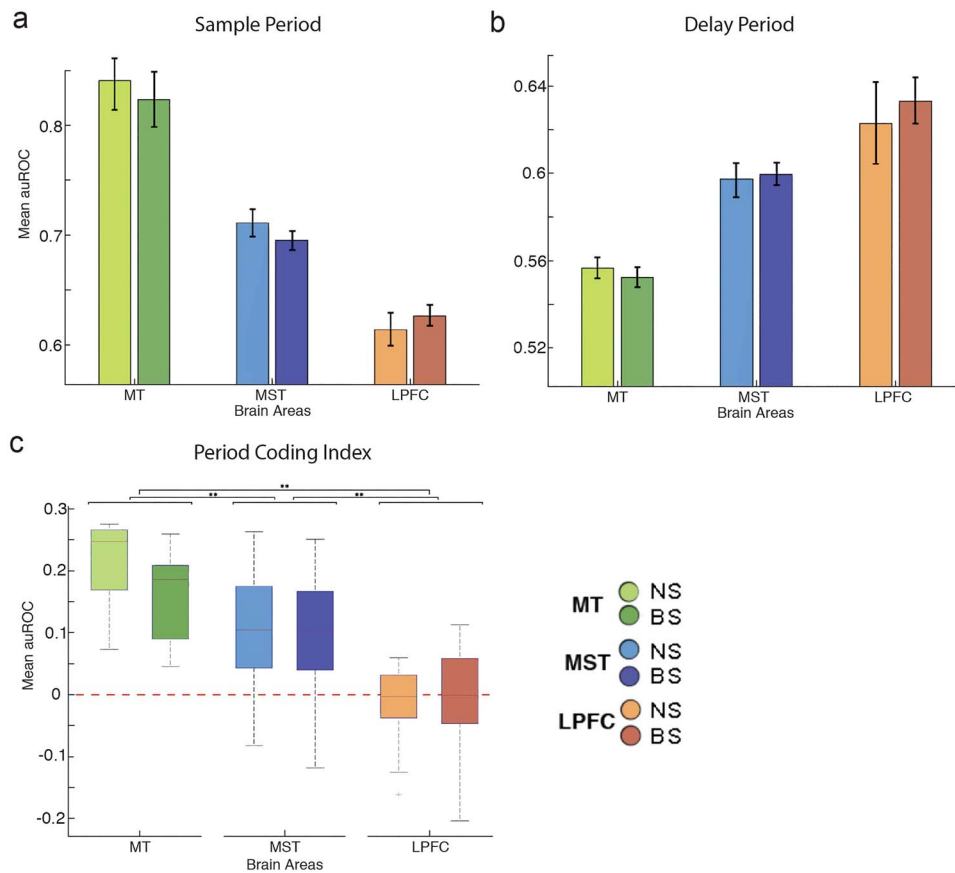 a
Sample Period
Mean auROC
0.8
0.7
0.6
MT
MST
LPFC
Brain Areas
b
Delay Period
0.64
0.6
0.56
0.52
MT
MST
LPFC
Brain Areas
c
Period Coding Index
**
**
**
Mean auROC
0.3
0.2
0.1
0
-0.1
-0.2
MT
MST
LPFC
Brain Areas
MT
NS
BS
MST
NS
BS
LPFC
NS
BS